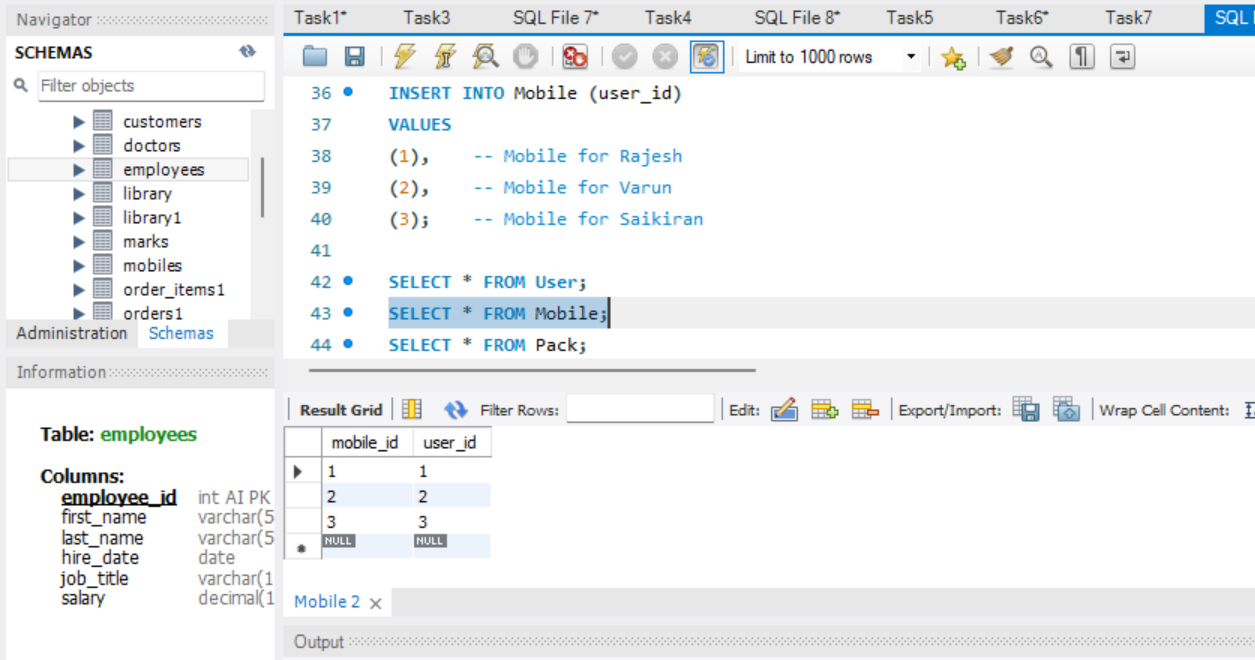 Navigator
Task1* Task3 SQL File 7* Task4 SQL File 8* Task5 Task6* Task7 SQL
SCHEMAS
Limit to 1000 rows
Filter objects
customers
doctors
employees
library
library1
marks
mobiles
order_items1
orders1
Administration Schemas
Information
Table: employees
Columns:
employee_id int AI PK
first_name varchar(5
last_name varchar(5
hire_date date
job_title varchar(1
salary decimal(1
36 INSERT INTO Mobile (user_id)
37 VALUES
38 (1), -- Mobile for Rajesh
39 (2), -- Mobile for Varun
40 (3); -- Mobile for Saikiran
41
42 SELECT * FROM User;
43 SELECT * FROM Mobile;
44 SELECT * FROM Pack;
Result Grid Filter Rows: Edit: Export/Import: Wrap Cell Content:
mobile_id user_id
1 1
2 2
3 3
NULL NULL
Mobile 2
Output